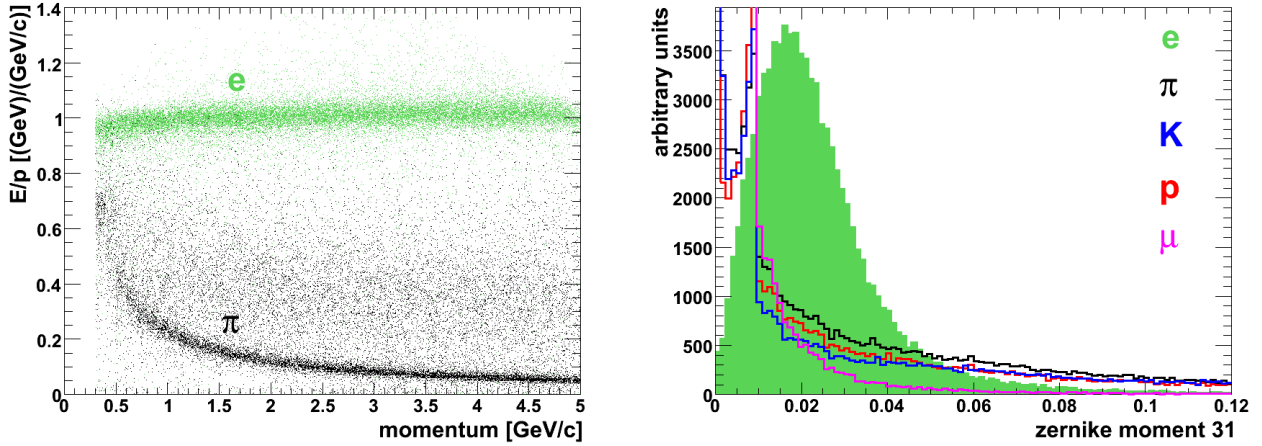 E/p [(GeV)/(GeV/c)]
1.4
1.2
1
0.8
0.6
0.4
0.2
0
e
π
0 0.5 1 1.5 2 2.5 3 3.5 4 4.5 5
momentum [GeV/c]
arbitrary units
3500
3000
2500
2000
1500
1000
500
0
e
π
K
p
μ
0 0.02 0.04 0.06 0.08 0.1 0.12
zernike moment 31